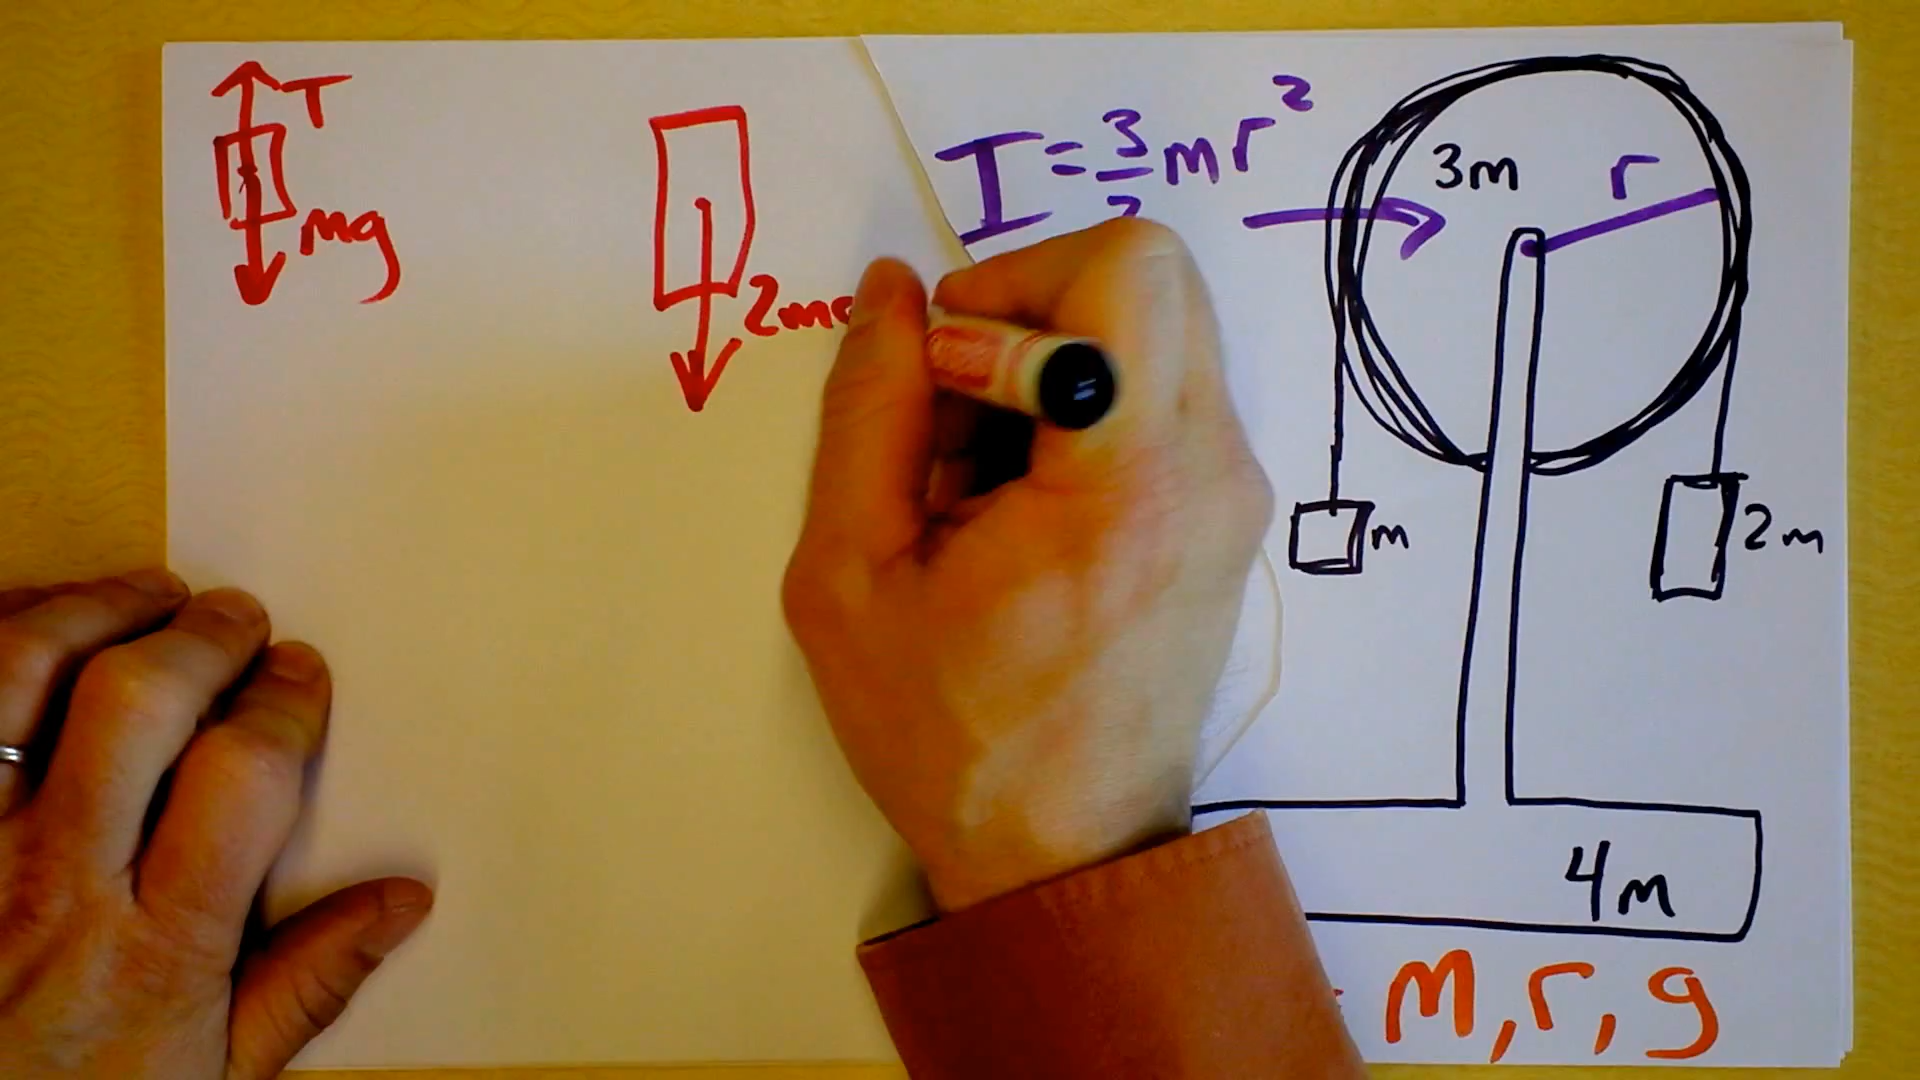 T
mg
2mg
I = 3/2 mr²
3m
r
m
2m
4m
m, r, g